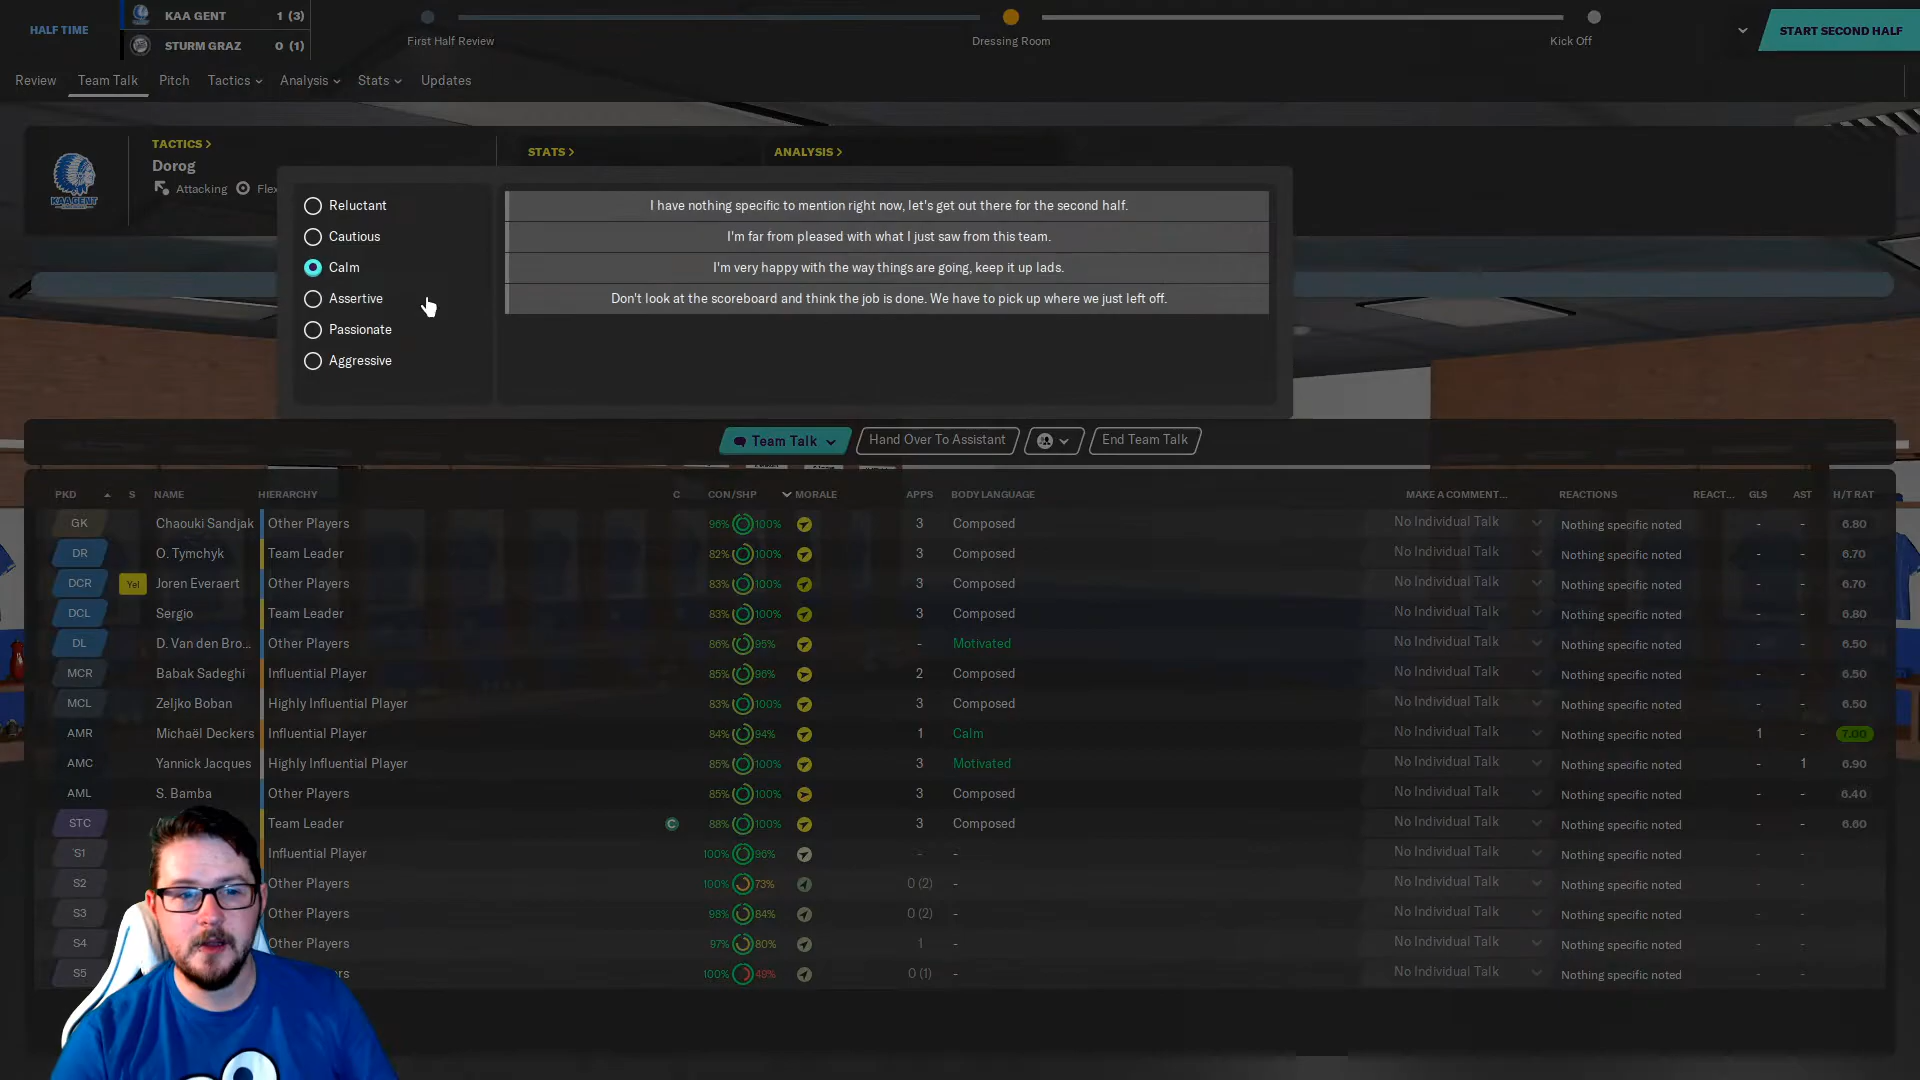 HALF TIME
KAA GENT 1 (3)
STURM GRAZ 0 (1)
First Half Review
Dressing Room
Kick Off
START SECOND HALF
Review Team Talk Pitch Tactics Analysis Stats Updates
TACTICS >
Dorog
Attacking Flex
STATS >
ANALYSIS >
KAA GENT
Reluctant
Cautious
Calm
Assertive
Passionate
Aggressive
I have nothing specific to mention right now, let's get out there for the second half.
I'm far from pleased with what I just saw from this team.
I'm very happy with the way things are going, keep it up lads.
Don't look at the scoreboard and think the job is done. We have to pick up where we just left off.
Team Talk Hand Over To Assistant End Team Talk
PKD S NAME HIERARCHY C CON/SHP MORALE APPS BODY LANGUAGE MAKE A COMMENT... REACTIONS REACT... GLS AST H/T RAT
GK Chaouki Sandjak Other Players 96% 100% 3 Composed No Individual Talk Nothing specific noted - - 6.80
DR O. Tymchyk Team Leader 82% 100% 3 Composed No Individual Talk Nothing specific noted - - 6.70
DCR Yel Joren Everaert Other Players 83% 100% 3 Composed No Individual Talk Nothing specific noted - - 6.70
DCL Sergio Team Leader 83% 100% 3 Composed No Individual Talk Nothing specific noted - - 6.80
DL D. Van den Bro... Other Players 86% 95% - Motivated No Individual Talk Nothing specific noted - - 6.50
MCR Babak Sadeghi Influential Player 85% 96% 2 Composed No Individual Talk Nothing specific noted - - 6.50
MCL Zeljko Boban Highly Influential Player 83% 100% 3 Composed No Individual Talk Nothing specific noted - - 6.50
AMR Michaël Deckers Influential Player 84% 94% 1 Calm No Individual Talk Nothing specific noted 1 - 7.00
AMC Yannick Jacques Highly Influential Player 85% 100% 3 Motivated No Individual Talk Nothing specific noted - 1 6.90
AML S. Bamba Other Players 85% 100% 3 Composed No Individual Talk Nothing specific noted - - 6.40
STC Team Leader C 88% 100% 3 Composed No Individual Talk Nothing specific noted - - 6.60
S1 Influential Player 100% 96% - - No Individual Talk Nothing specific noted - - -
S2 Other Players 100% 73% 0 (2) - No Individual Talk Nothing specific noted - - -
S3 Other Players 98% 84% 0 (2) - No Individual Talk Nothing specific noted - - -
S4 Other Players 97% 80% 1 - No Individual Talk Nothing specific noted - - -
S5 100% 49% 0 (1) - No Individual Talk Nothing specific noted - - -